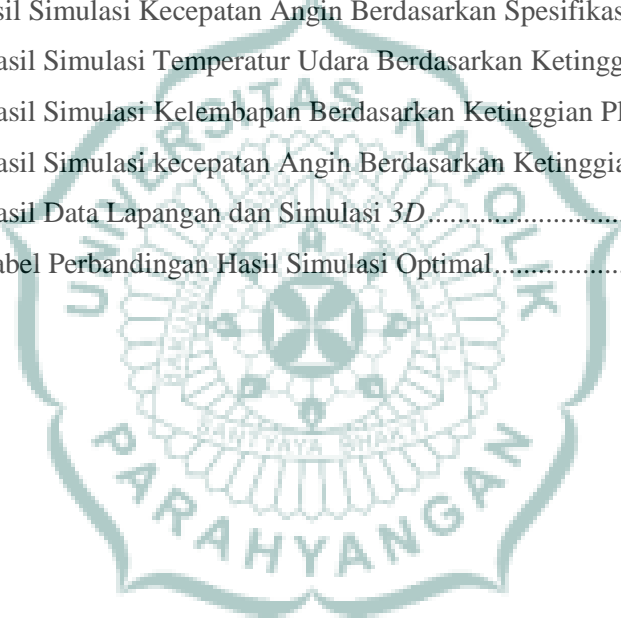 sil Simulasi Kecepatan Angin Berdasarkan Spesifikas
asil Simulasi Temperatur Udara Berdasarkan Ketingg
asil Simulasi Kelembapan Berdasarkan Ketinggian Pl
asil Simulasi kecepatan Angin Berdasarkan Ketinggia
asil Data Lapangan dan Simulasi 3D......................
abel Perbandingan Hasil Simulasi Optimal................
UNIVERSITAS KATOLIK
PARAHYANGAN
SANTYAYA BHAKTI